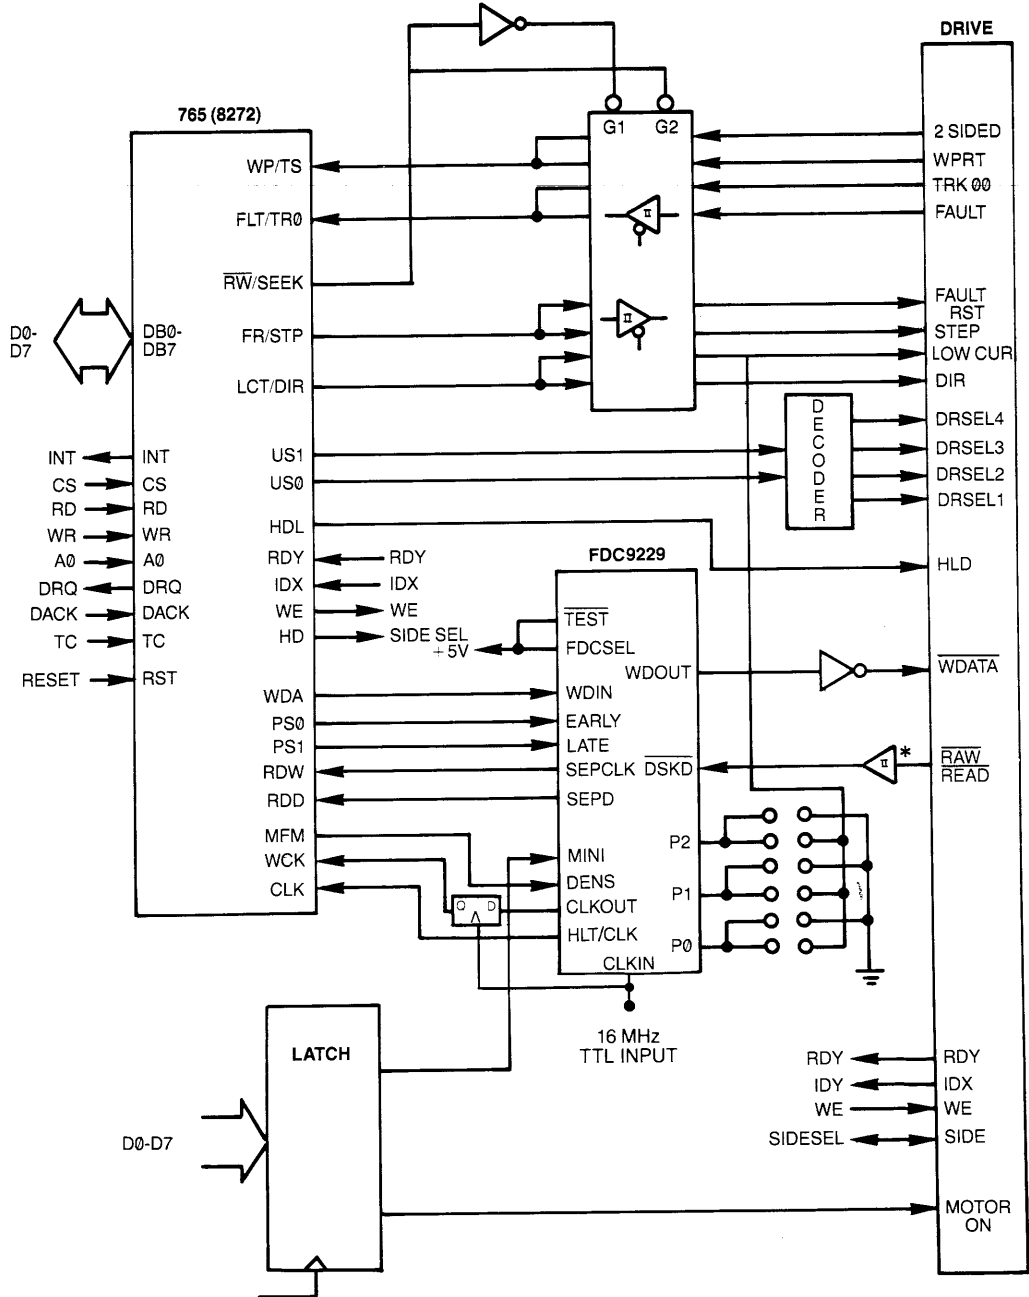 DRIVE
765 (8272)
G1 G2
WP/TS
FLT/TR0
RW/SEEK
FR/STP
LCT/DIR
2 SIDED
WPRT
TRK 00
FAULT
FAULT
RST
STEP
LOW CUR
DIR
D0-
D7
DB0-
DB7
DECODER
DRSEL4
DRSEL3
DRSEL2
DRSEL1
INT INT
CS CS
RD RD
WR WR
A0 A0
DRQ DRQ
DACK DACK
TC TC
RESET RST
US1
US0
HDL
RDY RDY
IDX IDX
WE WE
HD SIDE SEL
+5V
HLD
FDC9229
TEST
FDCSEL
WDOUT
WDATA
WDA WDIN
PS0 EARLY
PS1 LATE
RDW SEPCLK DSKD
RDD SEPD
*
RAW
READ
MFM
WCK
CLK
MINI
DENS
CLKOUT
HLT/CLK
CLKIN
Q D
P2
P1
P0
16 MHz
TTL INPUT
LATCH
D0-D7
RDY RDY
IDY IDX
WE WE
SIDESEL SIDE
MOTOR
ON